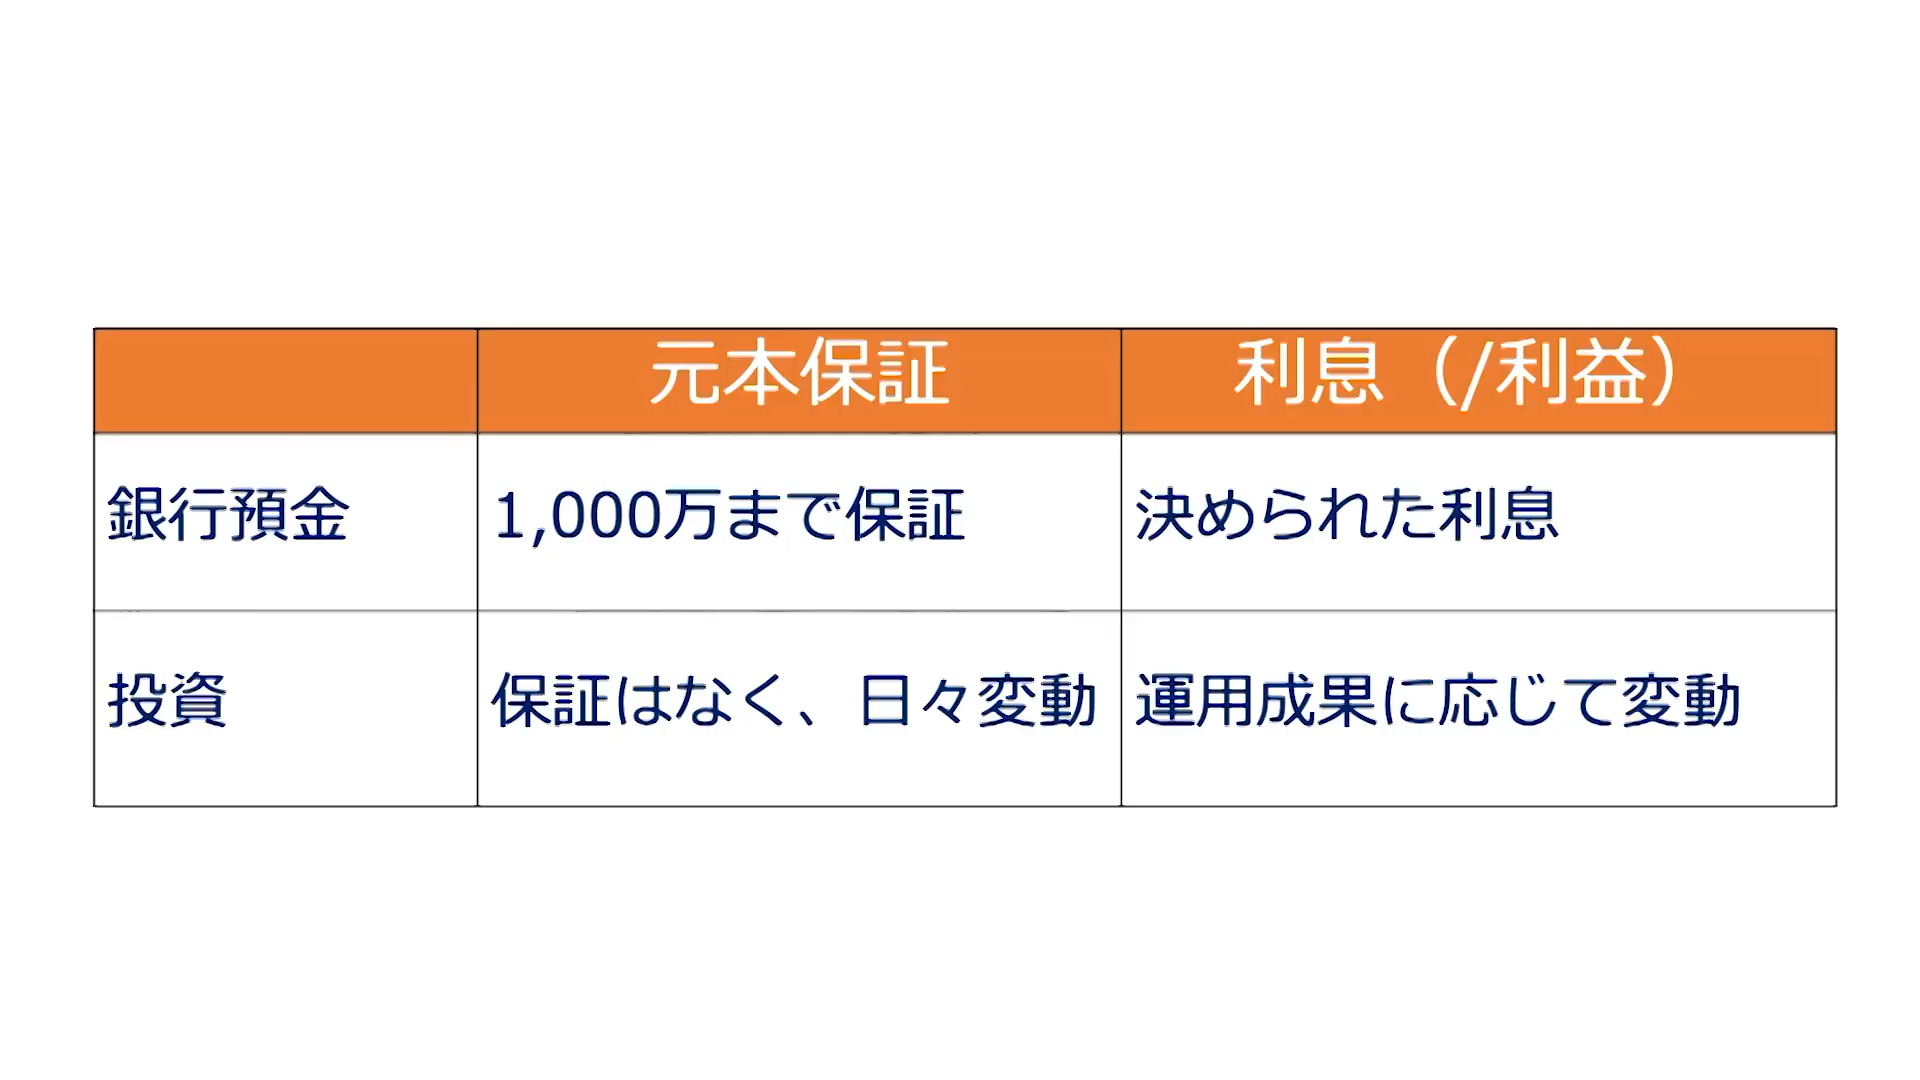 元本保証
利息（/利益）
銀行預金
1,000万まで保証
決められた利息
投資
保証はなく、日々変動
運用成果に応じて変動